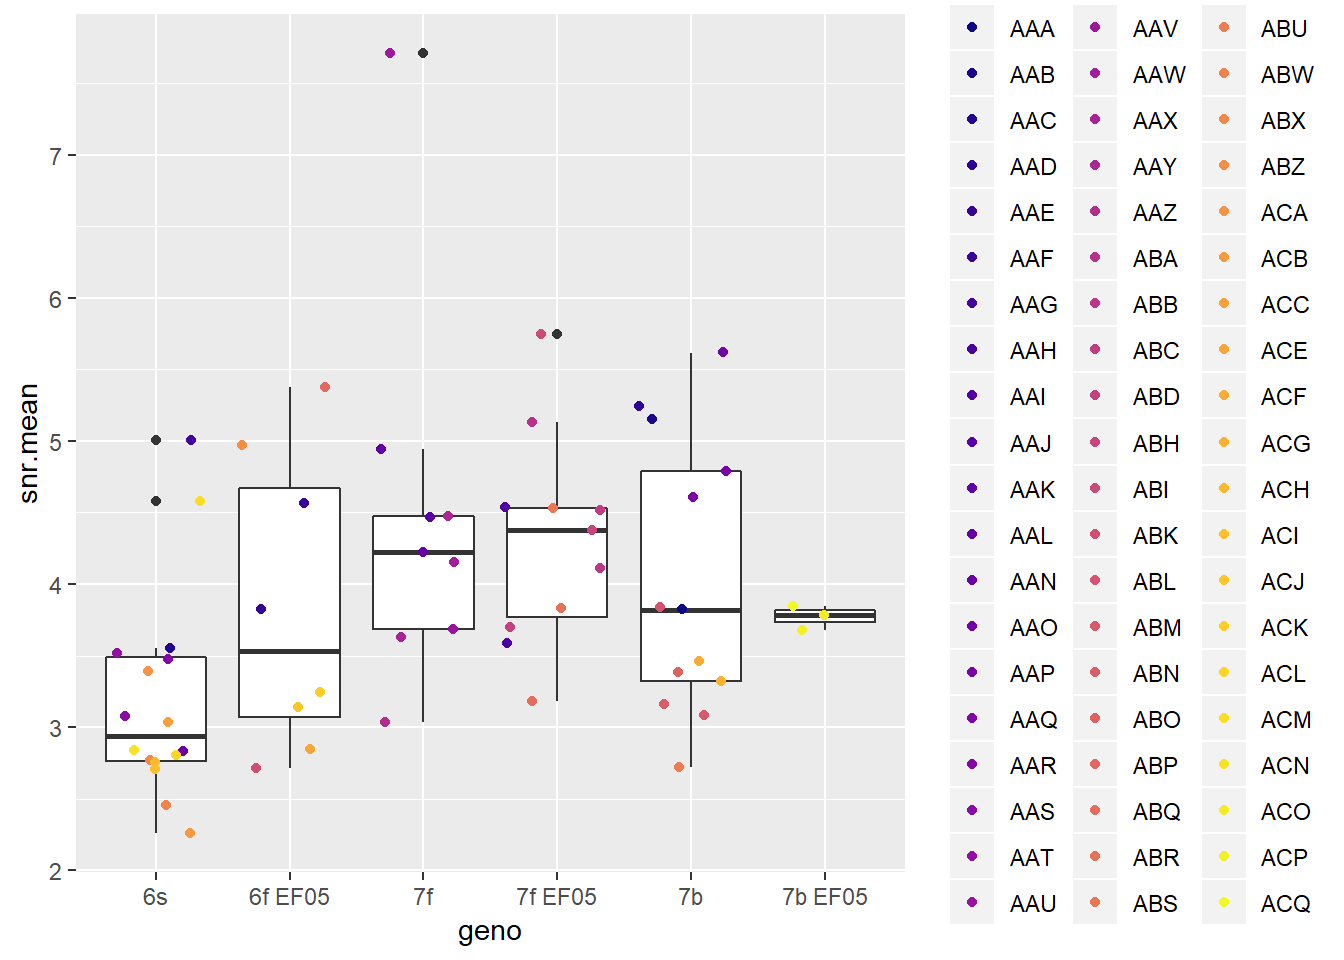 7
6
5
4
3
2
snr.mean
6s
6f EF05
7f
7f EF05
7b
7b EF05
geno
AAA
AAB
AAC
AAD
AAE
AAF
AAG
AAH
AAI
AAJ
AAK
AAL
AAN
AAO
AAP
AAQ
AAR
AAS
AAT
AAU
AAV
AAW
AAX
AAY
AAZ
ABA
ABB
ABC
ABD
ABH
ABI
ABK
ABL
ABM
ABN
ABO
ABP
ABQ
ABR
ABS
ABU
ABW
ABX
ABZ
ACA
ACB
ACC
ACE
ACF
ACG
ACH
ACI
ACJ
ACK
ACL
ACM
ACN
ACO
ACP
ACQ